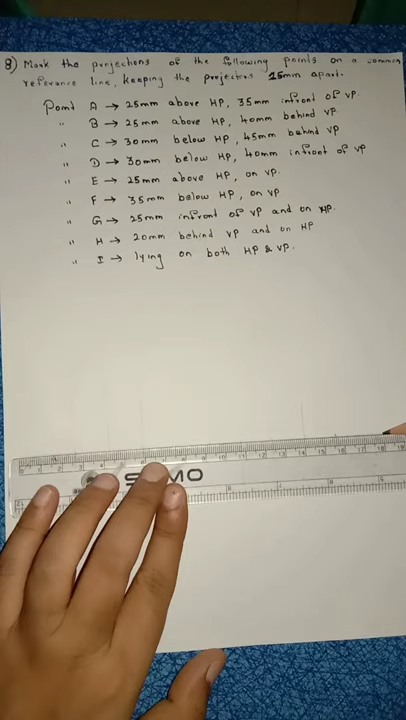 8) Mark the projections of the following points on a common
reference line, keeping the projectors 25mm apart.
Point A → 25mm above HP, 35mm infront of VP.
" B → 25mm above HP, 40mm behind VP
" C → 30mm below HP, 45mm behind VP
" D → 30mm below HP, 40mm infront of VP
" E → 25mm above HP, on VP.
" F → 35mm below HP, on VP
" G → 25mm infront of VP and on HP.
" H → 20mm behind VP and on HP
" I → lying on both HP & VP.